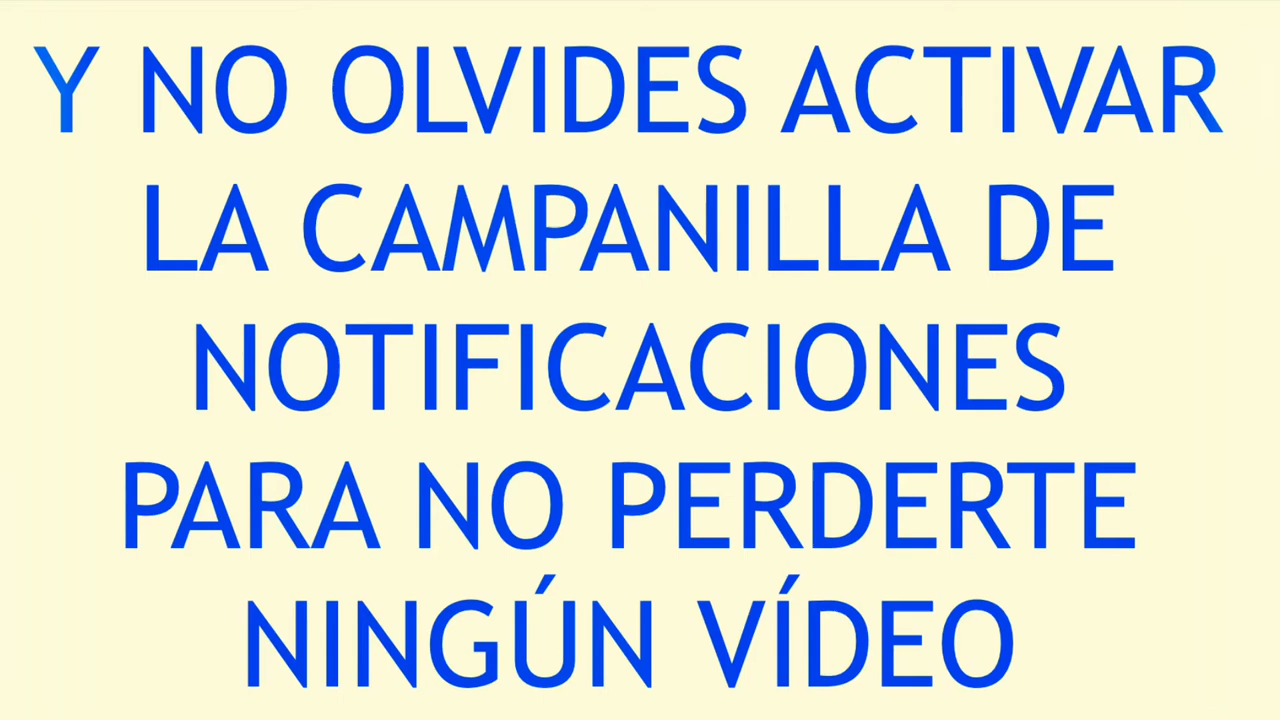 Y NO OLVIDES ACTIVAR
LA CAMPANILLA DE
NOTIFICACIONES
PARA NO PERDERTE
NINGÚN VÍDEO